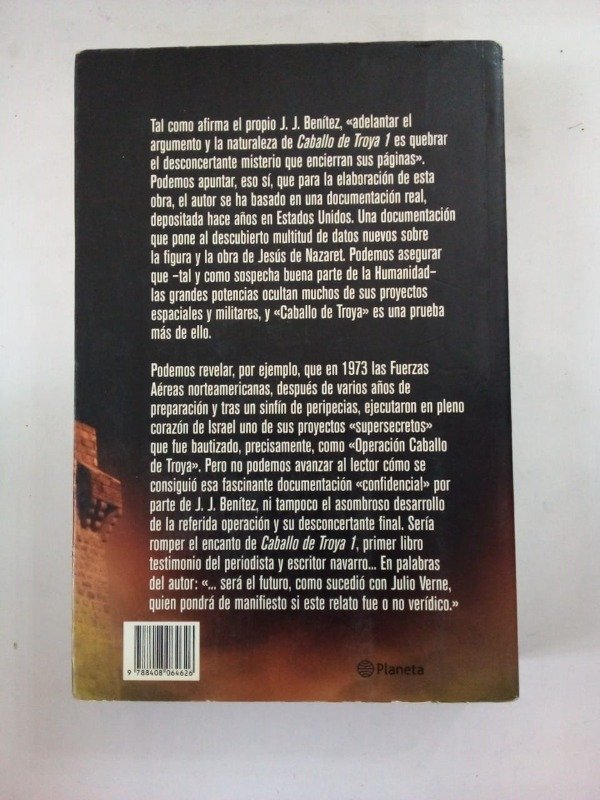 Tal como afirma el propio J. J. Benítez, «adelantar el
argumento y la naturaleza de Caballo de Troya 1 es quebrar
el desconcertante misterio que encierran sus páginas».
Podemos apuntar, eso sí, que para la elaboración de esta
obra, el autor se ha basado en una documentación real,
depositada hace años en Estados Unidos. Una documentación
que pone al descubierto multitud de datos nuevos sobre
la figura y la obra de Jesús de Nazaret. Podemos asegurar
que –tal y como sospecha buena parte de la Humanidad–
las grandes potencias ocultan muchos de sus proyectos
espaciales y militares, y «Caballo de Troya» es una prueba
más de ello.
Podemos revelar, por ejemplo, que en 1973 las Fuerzas
Aéreas norteamericanas, después de varios años de
preparación y tras un sinfín de peripecias, ejecutaron en pleno
corazón de Israel uno de sus proyectos «supersecretos»
que fue bautizado, precisamente, como «Operación Caballo
de Troya». Pero no podemos avanzar al lector cómo se
consiguió esa fascinante documentación «confidencial» por
parte de J. J. Benítez, ni tampoco el asombroso desarrollo
de la referida operación y su desconcertante final. Sería
romper el encanto de Caballo de Troya 1, primer libro
testimonio del periodista y escritor navarro... En palabras
del autor: «... será el futuro, como sucedió con Julio Verne,
quien pondrá de manifiesto si este relato fue o no verídico.»
9 788408 064626
Planeta